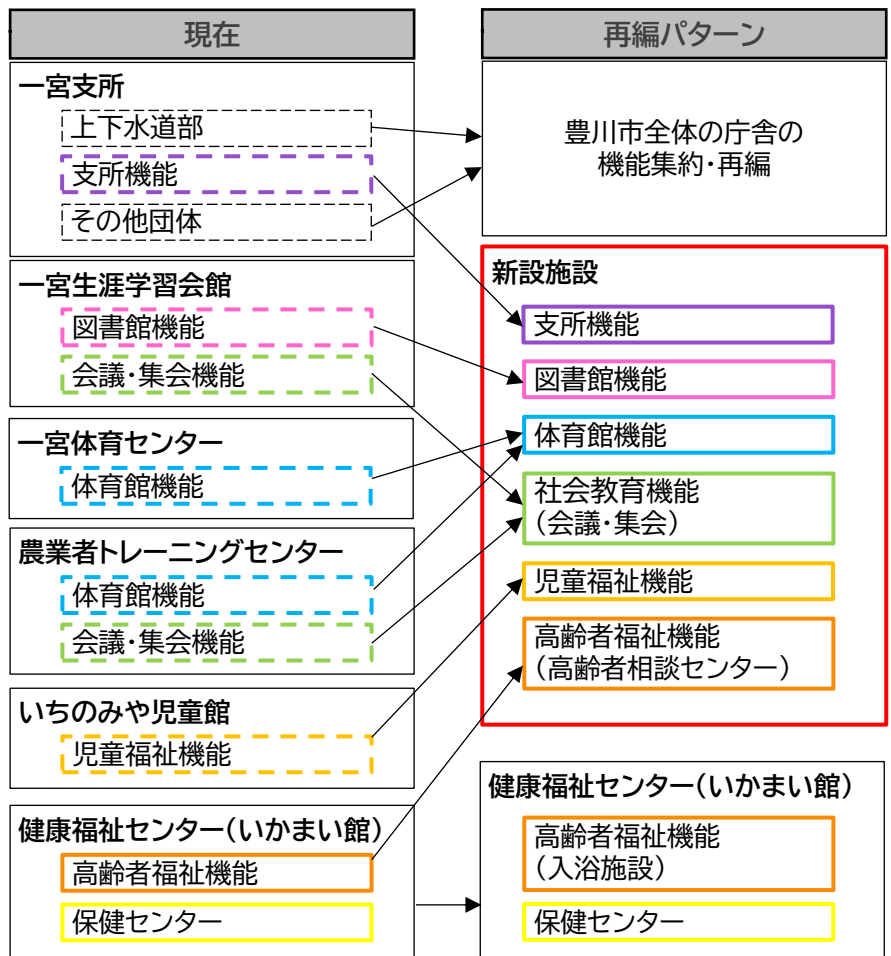 現在
一宮支所
上下水道部
支所機能
その他団体
一宮生涯学習会館
図書館機能
会議・集会機能
一宮体育センター
体育館機能
農業者トレーニングセンター
体育館機能
会議・集会機能
いちのみや児童館
児童福祉機能
健康福祉センター(いかまい館)
高齢者福祉機能
保健センター
再編パターン
豊川市全体の庁舎の
機能集約・再編
新設施設
支所機能
図書館機能
体育館機能
社会教育機能
(会議・集会)
児童福祉機能
高齢者福祉機能
(高齢者相談センター)
健康福祉センター(いかまい館)
高齢者福祉機能
(入浴施設)
保健センター